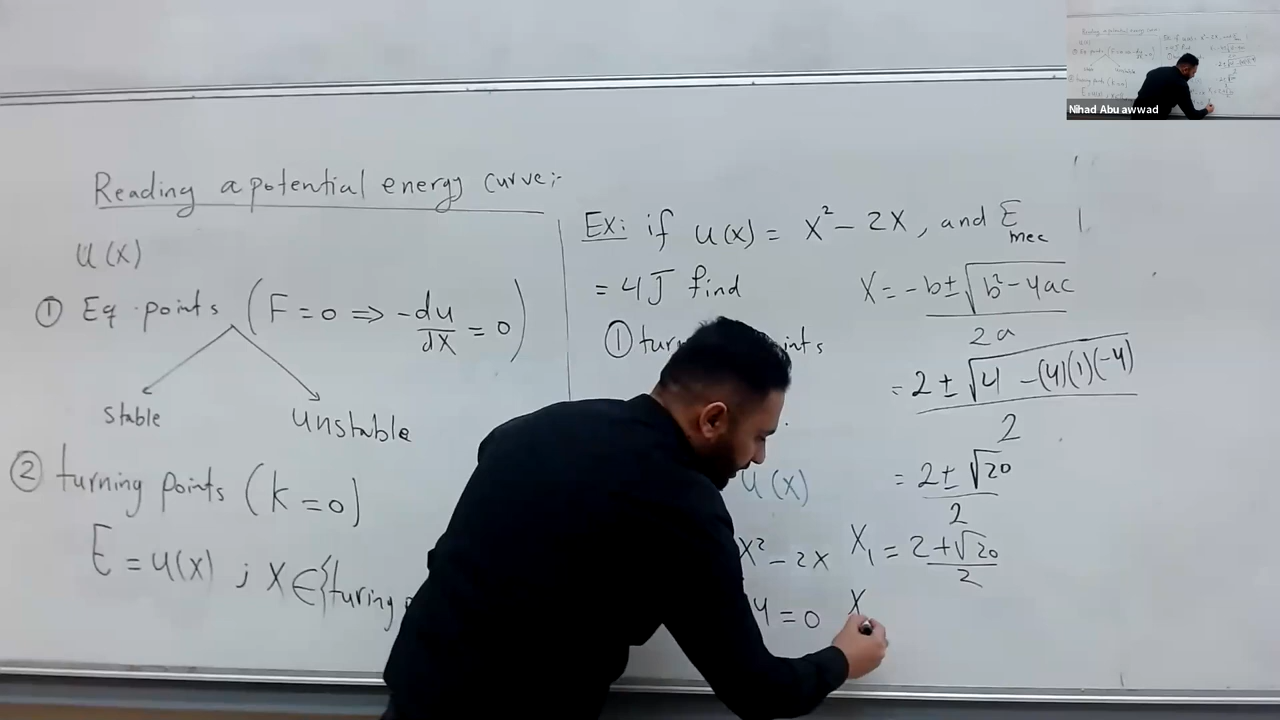 Nihad Abu awwad
Reading a potential energy curve:-
U(x)
① Eq. points (F = 0 ⇒ -du/dx = 0)
stable
unstable
② turning points (k = 0)
E = u(x) ; x ∈ {turing
Ex: if u(x) = x² - 2x, and E mec
= 4J find
① tur ints
U(x)
x² - 2x
4 = 0
X = -b ± √(b² - 4ac) / 2a
= 2 ± √(4 - (4)(1)(-4)) / 2
= 2 ± √20 / 2
X₁ = 2 + √20 / 2
X